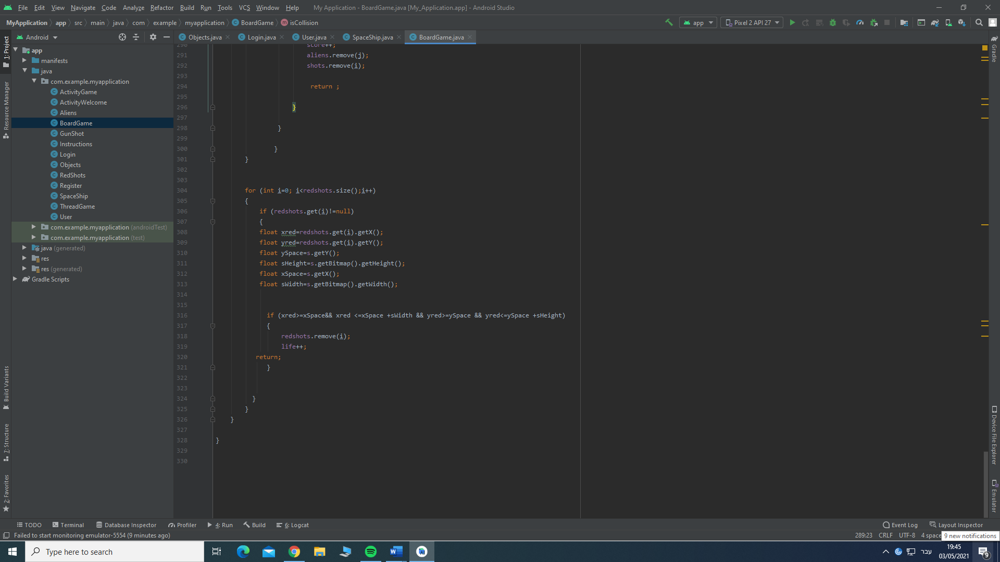 File Edit View Navigate Code Analyze Refactor Build Run Tools VCS Window Help My Application - BoardGame.java [My_Application.app] - Android Studio
MyApplication app src main java com example myapplication BoardGame isCollision app Pixel 2 API 27
Android Objects.java Login.java User.java SpaceShip.java BoardGame.java
1: Project
Resource Manager
Build Variants
7: Structure
2: Favorites
app
manifests
java
com.example.myapplication
ActivityGame
ActivityWelcome
Aliens
BoardGame
GunShot
Instructions
Login
Objects
RedShots
Register
SpaceShip
ThreadGame
User
com.example.myapplication (androidTest)
com.example.myapplication (test)
java (generated)
res
res (generated)
Gradle Scripts
290 score++;
291 aliens.remove(j);
292 shots.remove(i);
293
294 return ;
295
296 }
297
298 }
299
300 }
301 }
302
303
304 for (int i=0; i<redshots.size();i++)
305 {
306 if (redshots.get(i)!=null)
307 {
308 float xred=redshots.get(i).getX();
309 float yred=redshots.get(i).getY();
310 float ySpace=s.getY();
311 float sHeight=s.getBitmap().getHeight();
312 float xSpace=s.getX();
313 float sWidth=s.getBitmap().getWidth();
314
315
316 if (xred>=xSpace&& xred <=xSpace +sWidth && yred>=ySpace && yred<=ySpace +sHeight)
317 {
318 redshots.remove(i);
319 life++;
320 return;
321 }
322
323
324 }
325 }
326 }
327
328 }
329
330
Gradle
Device File Explorer
Emulator
TODO Terminal Database Inspector Profiler 4: Run Build 6: Logcat Event Log Layout Inspector
Failed to start monitoring emulator-5554 (9 minutes ago) 289:23 CRLF UTF-8 4 space
9 new notifications
Type here to search
עבר
19:45
03/05/2021
9